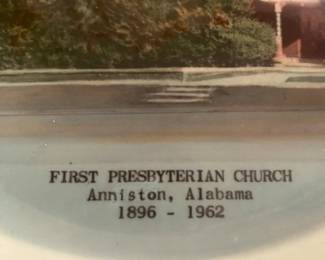 FIRST PRESBYTERIAN CHURCH
Anniston, Alabama
1896 - 1962